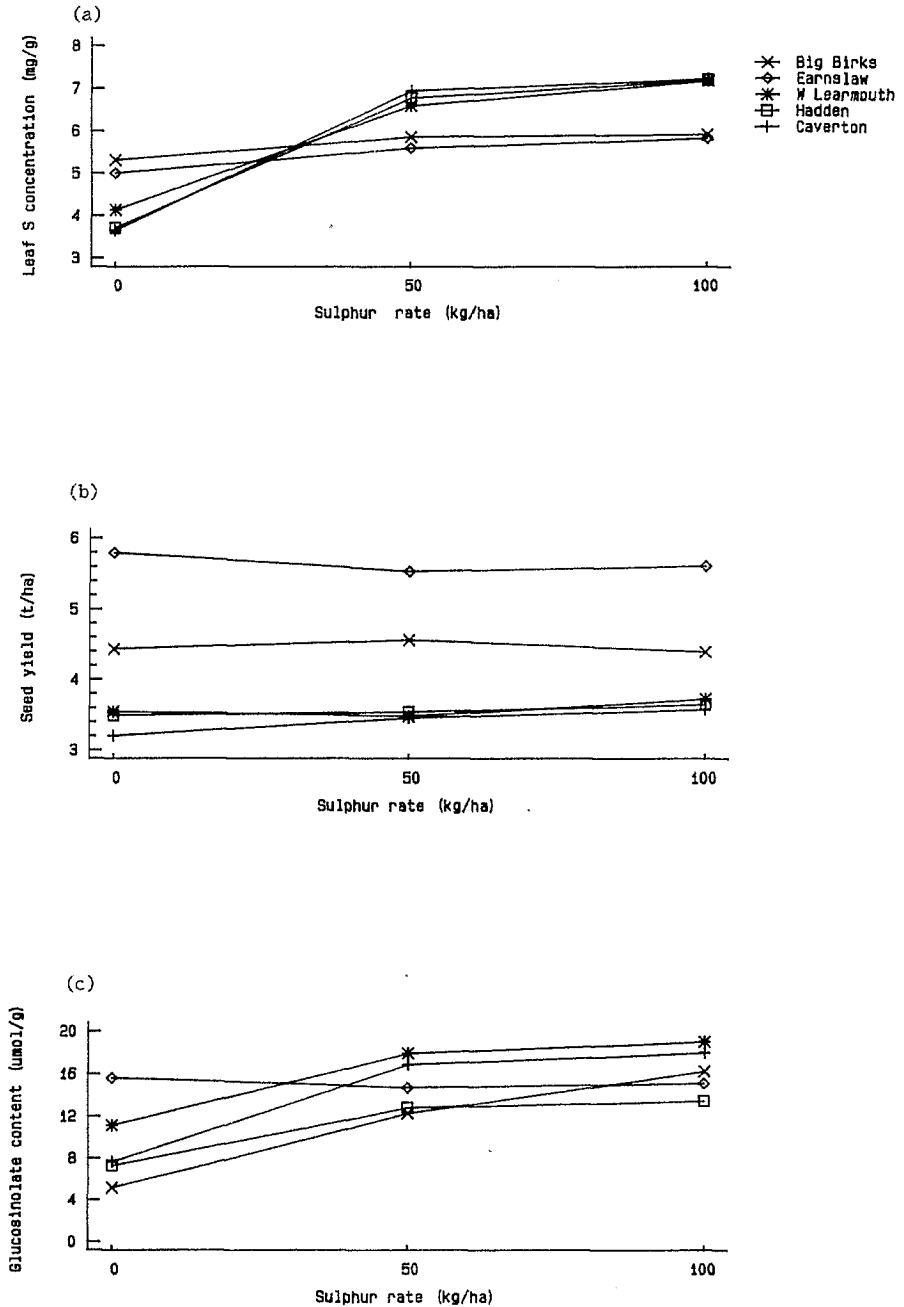 (a)
Leaf S concentration (mg/g)
8
7
6
5
4
3
0 50 100
Sulphur rate (kg/ha)
Big Birks
Earnslaw
W Learmouth
Hadden
Caverton
(b)
Seed yield (t/ha)
6
5
4
3
0 50 100
Sulphur rate (kg/ha)
(c)
Glucosinolate content (umol/g)
20
16
12
8
4
0
0 50 100
Sulphur rate (kg/ha)